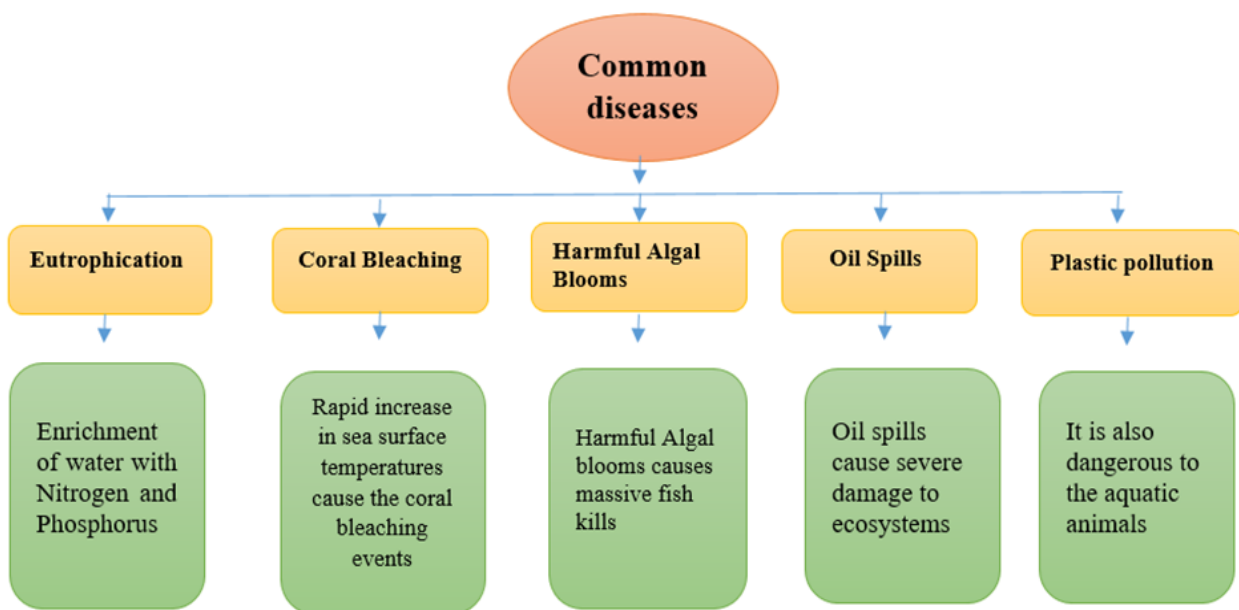 Common
diseases
Eutrophication
Coral Bleaching
Harmful Algal
Blooms
Oil Spills
Plastic pollution
Enrichment
of water with
Nitrogen and
Phosphorus
Rapid increase
in sea surface
temperatures
cause the coral
bleaching
events
Harmful Algal
blooms causes
massive fish
kills
Oil spills
cause severe
damage to
ecosystems
It is also
dangerous to
the aquatic
animals